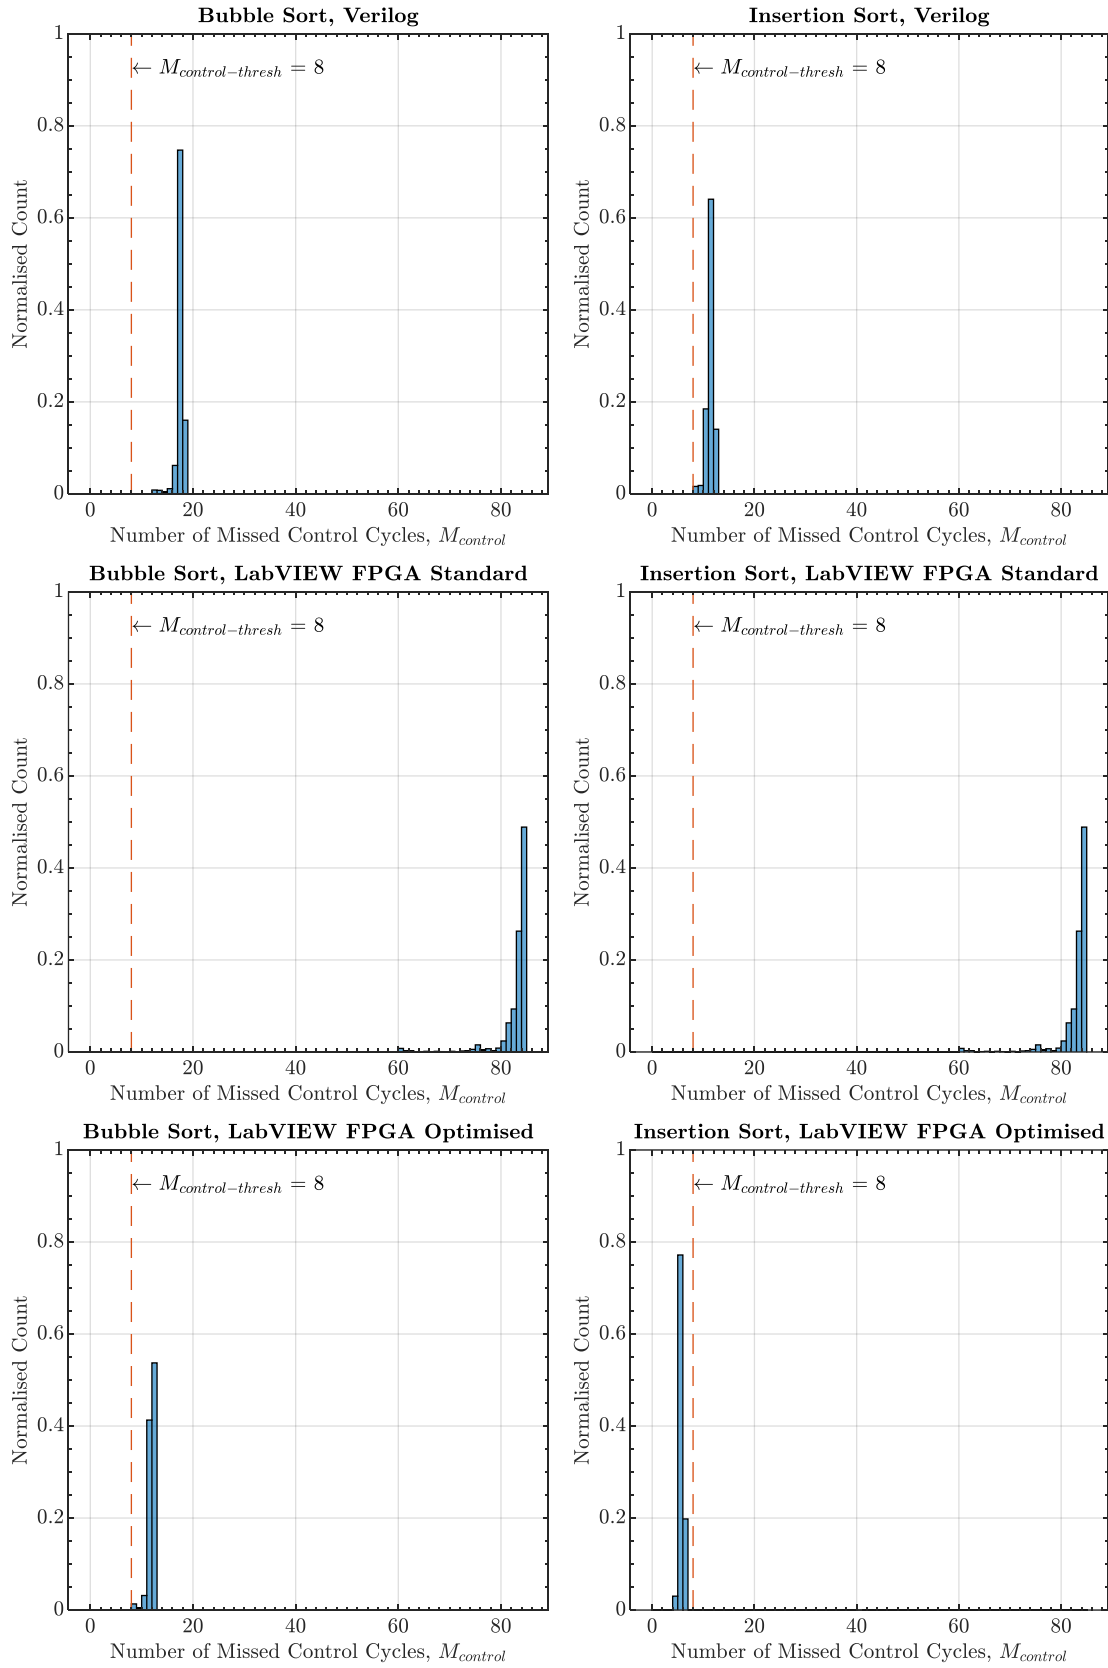 Bubble Sort, Verilog
← M_control−thresh = 8
Normalised Count
1
0.8
0.6
0.4
0.2
0
0 20 40 60 80
Number of Missed Control Cycles, M_control
Insertion Sort, Verilog
← M_control−thresh = 8
Normalised Count
1
0.8
0.6
0.4
0.2
0
0 20 40 60 80
Number of Missed Control Cycles, M_control
Bubble Sort, LabVIEW FPGA Standard
← M_control−thresh = 8
Normalised Count
1
0.8
0.6
0.4
0.2
0
0 20 40 60 80
Number of Missed Control Cycles, M_control
Insertion Sort, LabVIEW FPGA Standard
← M_control−thresh = 8
Normalised Count
1
0.8
0.6
0.4
0.2
0
0 20 40 60 80
Number of Missed Control Cycles, M_control
Bubble Sort, LabVIEW FPGA Optimised
← M_control−thresh = 8
Normalised Count
1
0.8
0.6
0.4
0.2
0
0 20 40 60 80
Number of Missed Control Cycles, M_control
Insertion Sort, LabVIEW FPGA Optimised
← M_control−thresh = 8
Normalised Count
1
0.8
0.6
0.4
0.2
0
0 20 40 60 80
Number of Missed Control Cycles, M_control